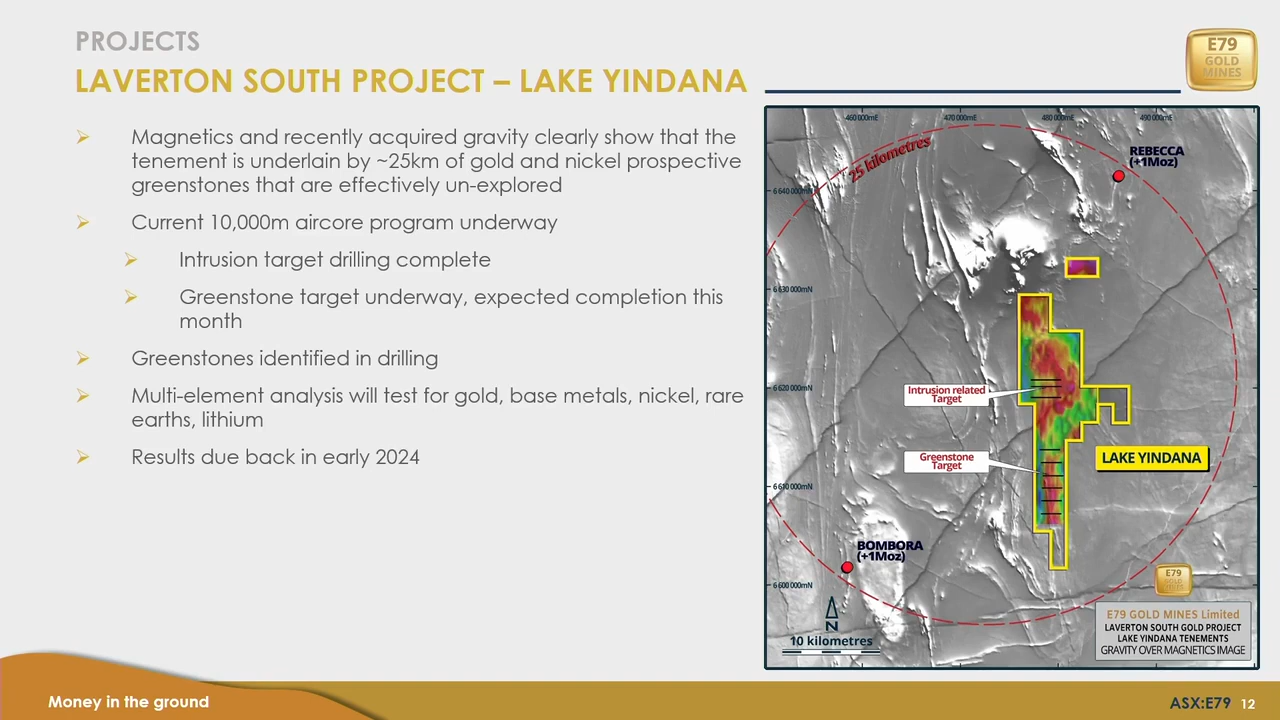 PROJECTS
LAVERTON SOUTH PROJECT – LAKE YINDANA
E79
GOLD
MINES
Magnetics and recently acquired gravity clearly show that the
tenement is underlain by ~25km of gold and nickel prospective
greenstones that are effectively un-explored
Current 10,000m aircore program underway
Intrusion target drilling complete
Greenstone target underway, expected completion this
month
Greenstones identified in drilling
Multi-element analysis will test for gold, base metals, nickel, rare
earths, lithium
Results due back in early 2024
460 000mE
470 000mE
480 000mE
490 000mE
25 kilometres
REBECCA
(+1Moz)
6 640 000mN
6 630 000mN
6 620 000mN
Intrusion related
Target
Greenstone
Target
LAKE YINDANA
6 610 000mN
BOMBORA
(+1Moz)
6 600 000mN
N
10 kilometres
E79
GOLD
MINES
E79 GOLD MINES Limited
LAVERTON SOUTH GOLD PROJECT
LAKE YINDANA TENEMENTS
GRAVITY OVER MAGNETICS IMAGE
Money in the ground
ASX:E79 12